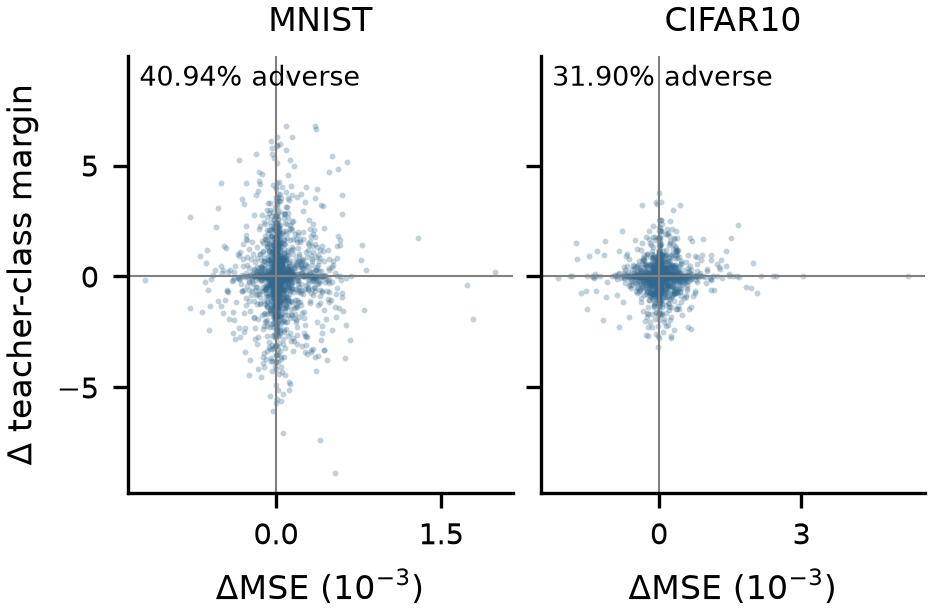 MNIST
CIFAR10
40.94% adverse
31.90% adverse
Δ teacher-class margin
5
0
−5
0.0
1.5
0
3
ΔMSE (10⁻³)
ΔMSE (10⁻³)